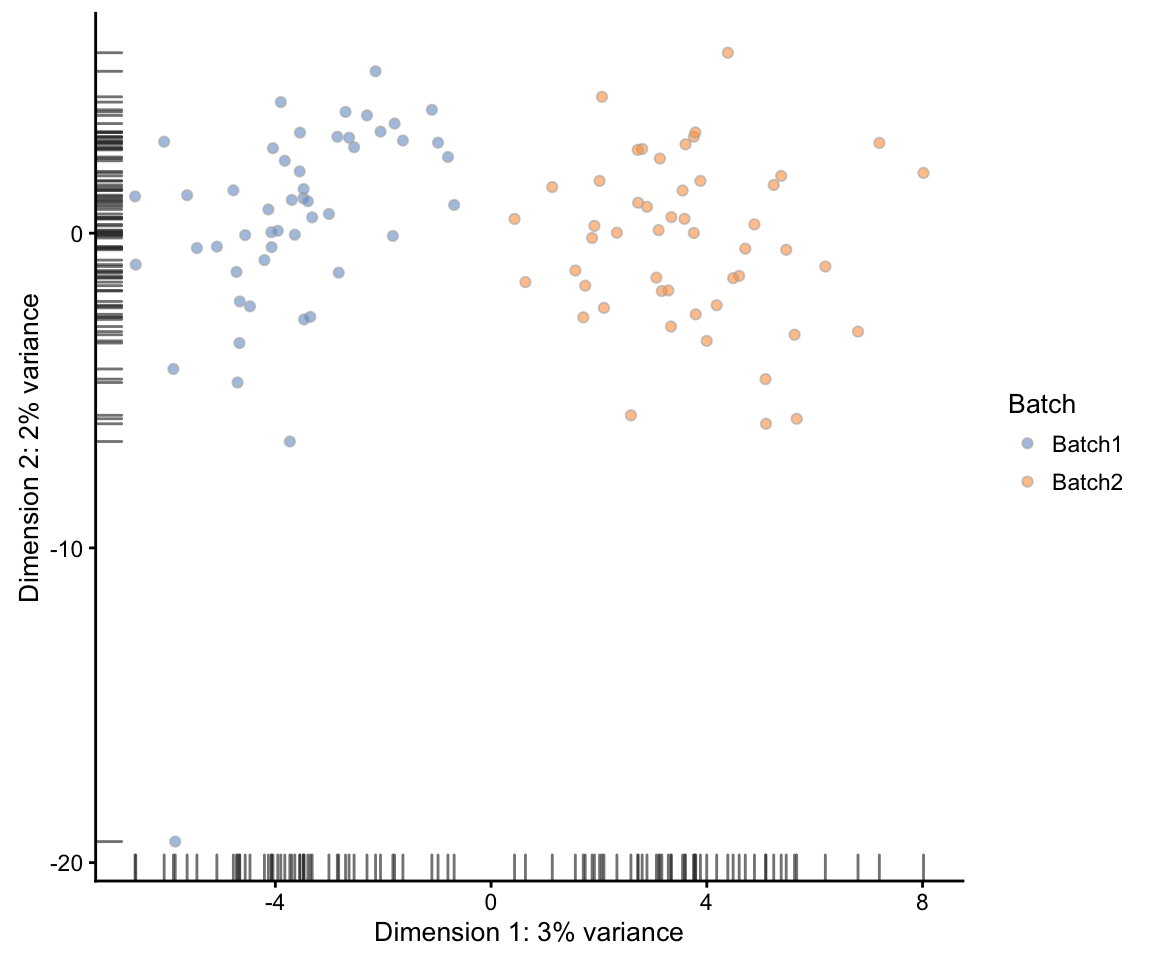 Dimension 2: 2% variance
0
-10
-20
-4
0
4
8
Dimension 1: 3% variance
Batch
Batch1
Batch2